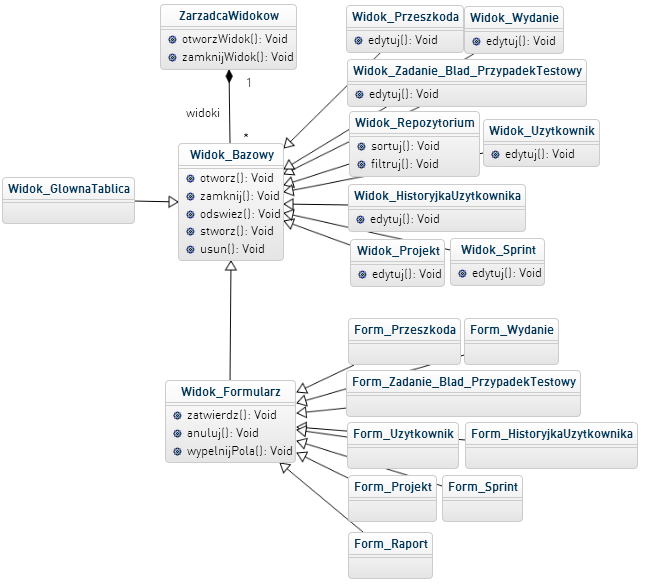 ZarzadcaWidokow
otworzWidok(): Void
zamknijWidok(): Void
1
widoki
*
Widok_Bazowy
otworz(): Void
zamknij(): Void
odswiez(): Void
stworz(): Void
usun(): Void
Widok_GlownaTablica
Widok_Przeszkoda
edytuj(): Void
Widok_Wydanie
edytuj(): Void
Widok_Zadanie_Blad_PrzypadekTestowy
edytuj(): Void
Widok_Repozytorium
sortuj(): Void
filtruj(): Void
Widok_Uzytkownik
edytuj(): Void
Widok_HistoryjkaUzytkownika
edytuj(): Void
Widok_Projekt
edytuj(): Void
Widok_Sprint
edytuj(): Void
Widok_Formularz
zatwierdz(): Void
anuluj(): Void
wypelnijPola(): Void
Form_Przeszkoda
Form_Wydanie
Form_Zadanie_Blad_PrzypadekTestowy
Form_Uzytkownik
Form_HistoryjkaUzytkownika
Form_Projekt
Form_Sprint
Form_Raport